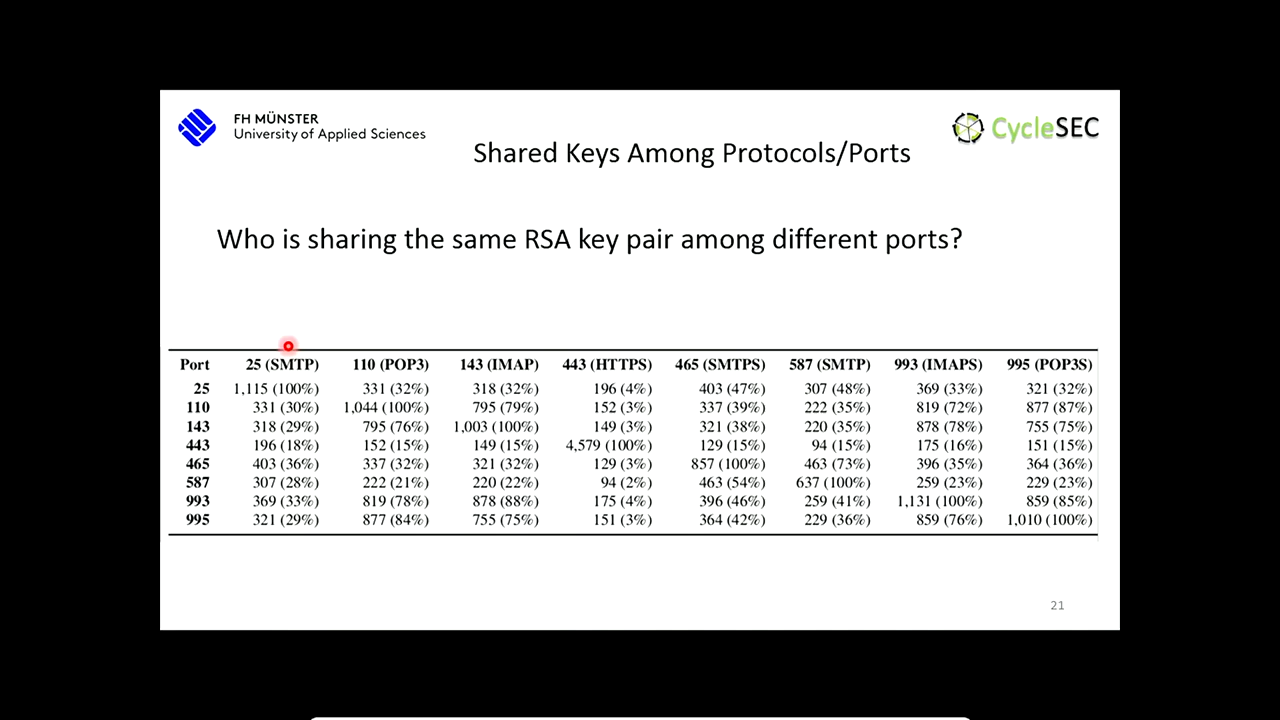 FH MÜNSTER
University of Applied Sciences
CycleSEC
Shared Keys Among Protocols/Ports
Who is sharing the same RSA key pair among different ports?
Port 25 (SMTP) 110 (POP3) 143 (IMAP) 443 (HTTPS) 465 (SMTPS) 587 (SMTP) 993 (IMAPS) 995 (POP3S)
25 1,115 (100%) 331 (32%) 318 (32%) 196 (4%) 403 (47%) 307 (48%) 369 (33%) 321 (32%)
110 331 (30%) 1,044 (100%) 795 (79%) 152 (3%) 337 (39%) 222 (35%) 819 (72%) 877 (87%)
143 318 (29%) 795 (76%) 1,003 (100%) 149 (3%) 321 (38%) 220 (35%) 878 (78%) 755 (75%)
443 196 (18%) 152 (15%) 149 (15%) 4,579 (100%) 129 (15%) 94 (15%) 175 (16%) 151 (15%)
465 403 (36%) 337 (32%) 321 (32%) 129 (3%) 857 (100%) 463 (73%) 396 (35%) 364 (36%)
587 307 (28%) 222 (21%) 220 (22%) 94 (2%) 463 (54%) 637 (100%) 259 (23%) 229 (23%)
993 369 (33%) 819 (78%) 878 (88%) 175 (4%) 396 (46%) 259 (41%) 1,131 (100%) 859 (85%)
995 321 (29%) 877 (84%) 755 (75%) 151 (3%) 364 (42%) 229 (36%) 859 (76%) 1,010 (100%)
21